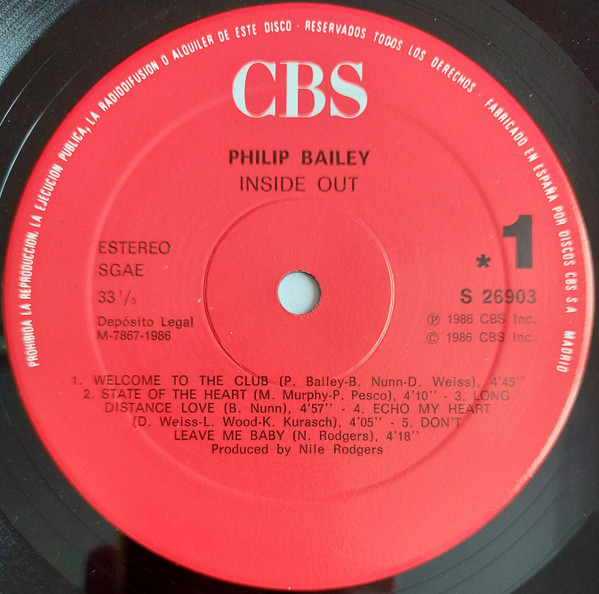 PROHIBIDA LA REPRODUCCION, LA EJECUCION PUBLICA, LA RADIODIFUSION O ALQUILER DE ESTE DISCO - RESERVADOS TODOS LOS DERECHOS - FABRICADO EN ESPAÑA POR DISCOS CBS S A - MADRID
CBS
PHILIP BAILEY
INSIDE OUT
ESTEREO
SGAE
33 1/3
Depósito Legal
M-7867-1986
*1
S 26903
℗ 1986 CBS Inc.
© 1986 CBS Inc.
1. WELCOME TO THE CLUB (P. Bailey-B. Nunn-D. Weiss), 4'45''
2. STATE OF THE HEART (M. Murphy-P. Pesco), 4'10'' - 3. LONG
DISTANCE LOVE (B. Nunn), 4'57'' - 4. ECHO MY HEART
(D. Weiss-L. Wood-K. Kurasch), 4'05'' - 5. DON'T
LEAVE ME BABY (N. Rodgers), 4'18''
Produced by Nile Rodgers